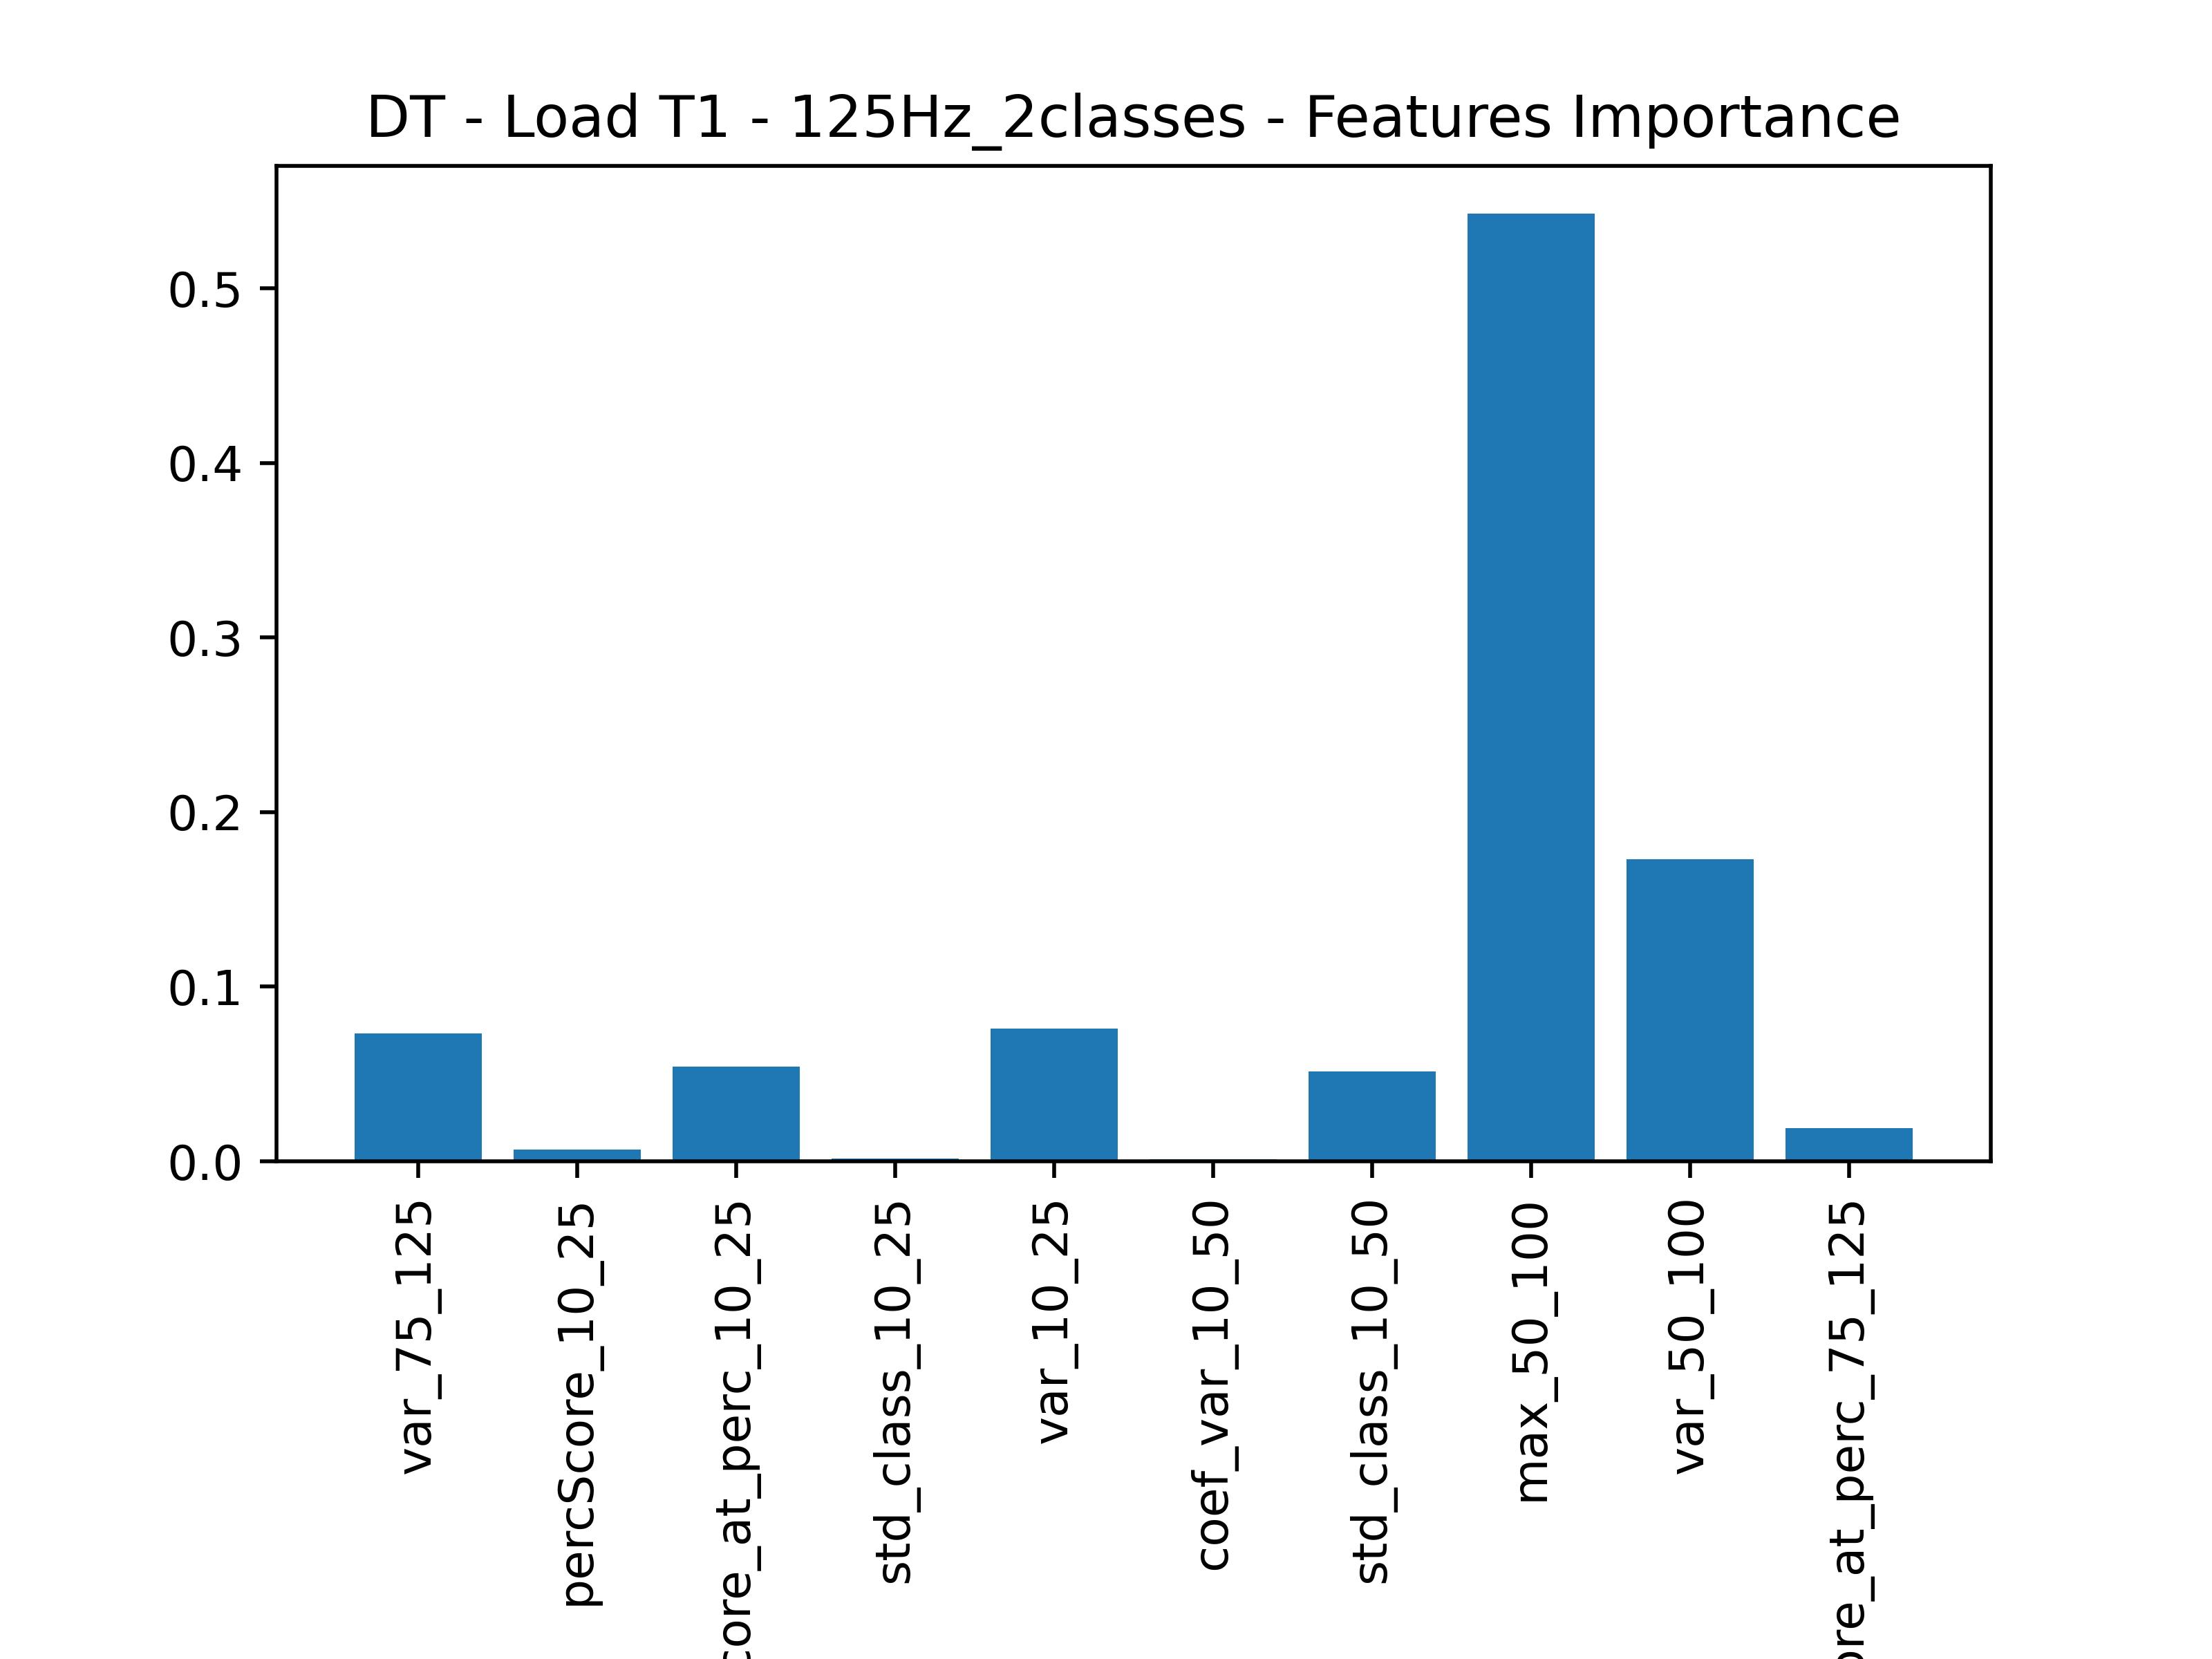 DT - Load T1 - 125Hz_2classes - Features Importance
0.5
0.4
0.3
0.2
0.1
0.0
var_75_125
percScore_10_25
core_at_perc_10_25
std_class_10_25
var_10_25
coef_var_10_50
std_class_10_50
max_50_100
var_50_100
ore_at_perc_75_125